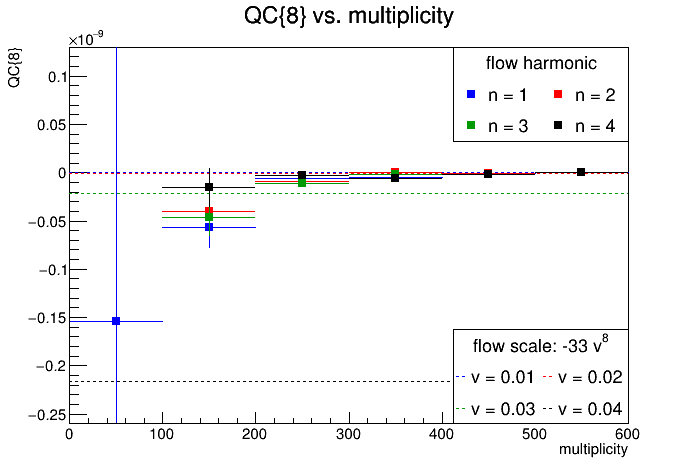 QC{8} vs. multiplicity
×10⁻⁹
QC{8}
0.1
0.05
0
−0.05
−0.1
−0.15
−0.2
−0.25
flow harmonic
n = 1 n = 2
n = 3 n = 4
flow scale: -33 v⁸
v = 0.01 v = 0.02
v = 0.03 v = 0.04
0 100 200 300 400 500 600
multiplicity